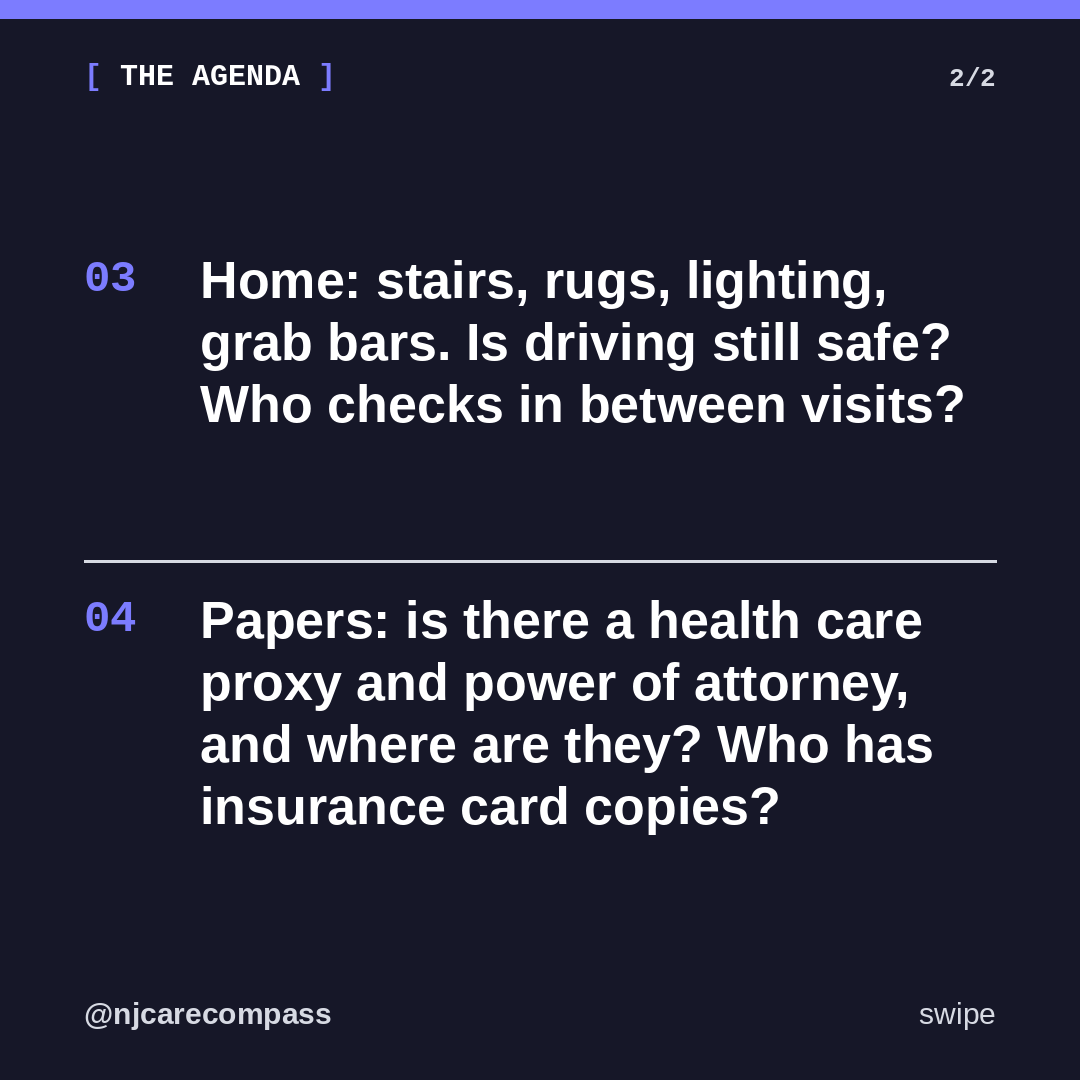 [ THE AGENDA ]
2/2
03
Home: stairs, rugs, lighting,
grab bars. Is driving still safe?
Who checks in between visits?
04
Papers: is there a health care
proxy and power of attorney,
and where are they? Who has
insurance card copies?
@njcarecompass
swipe